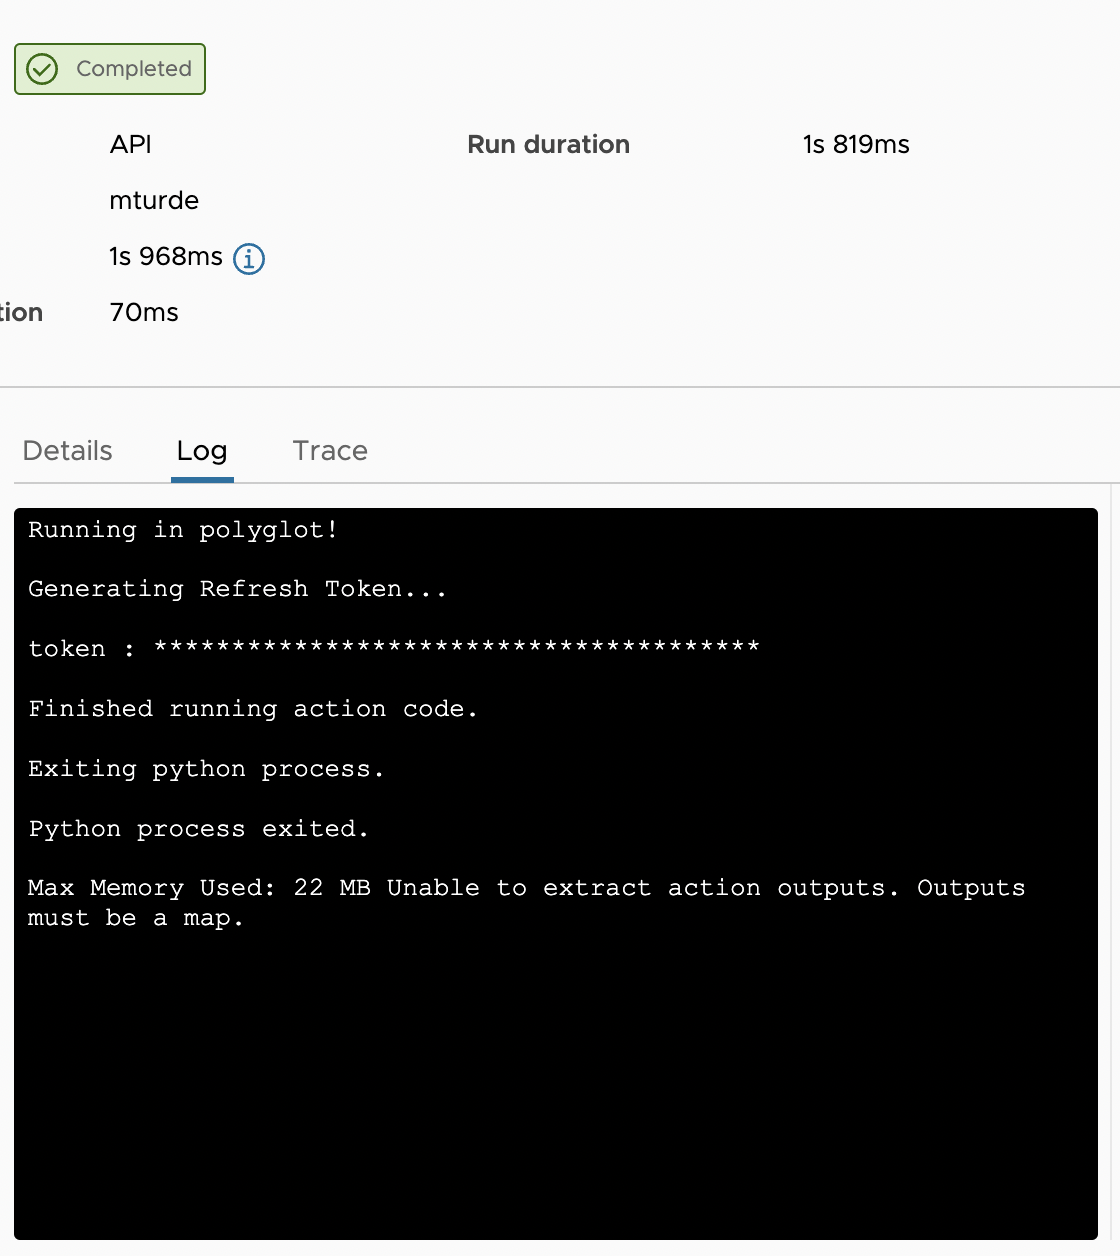 Completed
API
Run duration
1s 819ms
mturde
1s 968ms
tion
70ms
Details
Log
Trace
Running in polyglot!
Generating Refresh Token...
token : ***************************************
Finished running action code.
Exiting python process.
Python process exited.
Max Memory Used: 22 MB Unable to extract action outputs. Outputs
must be a map.